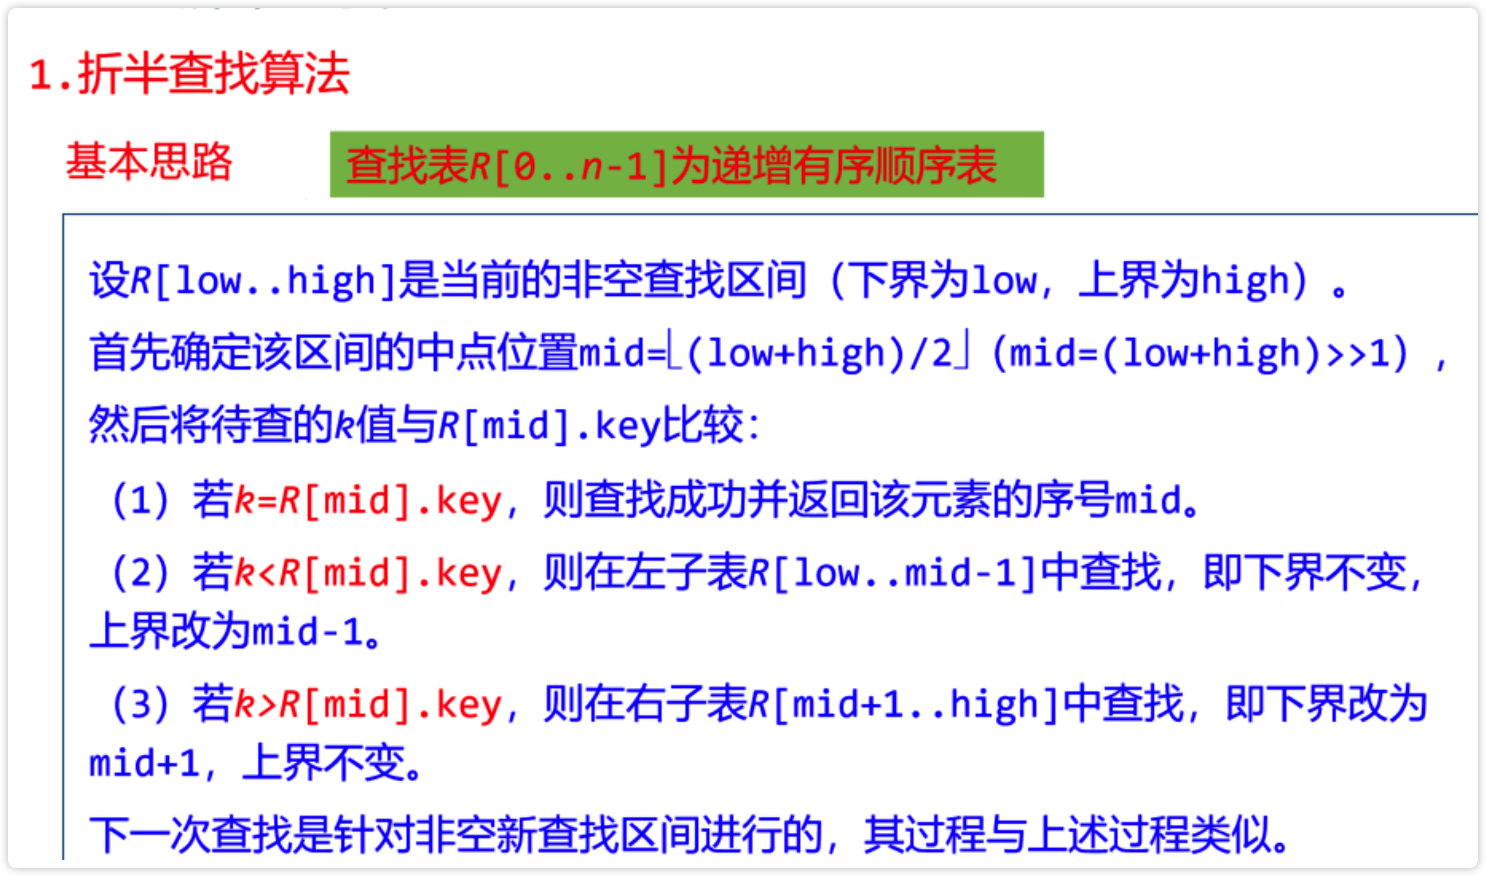 1.折半查找算法
基本思路
查找表R[0..n-1]为递增有序顺序表
设R[low..high]是当前的非空查找区间（下界为low，上界为high）。
首先确定该区间的中点位置mid=⌊(low+high)/2⌋（mid=(low+high)>>1），
然后将待查的k值与R[mid].key比较：
（1）若k=R[mid].key，则查找成功并返回该元素的序号mid。
（2）若k<R[mid].key，则在左子表R[low..mid-1]中查找，即下界不变，
上界改为mid-1。
（3）若k>R[mid].key，则在右子表R[mid+1..high]中查找，即下界改为
mid+1，上界不变。
下一次查找是针对非空新查找区间进行的，其过程与上述过程类似。